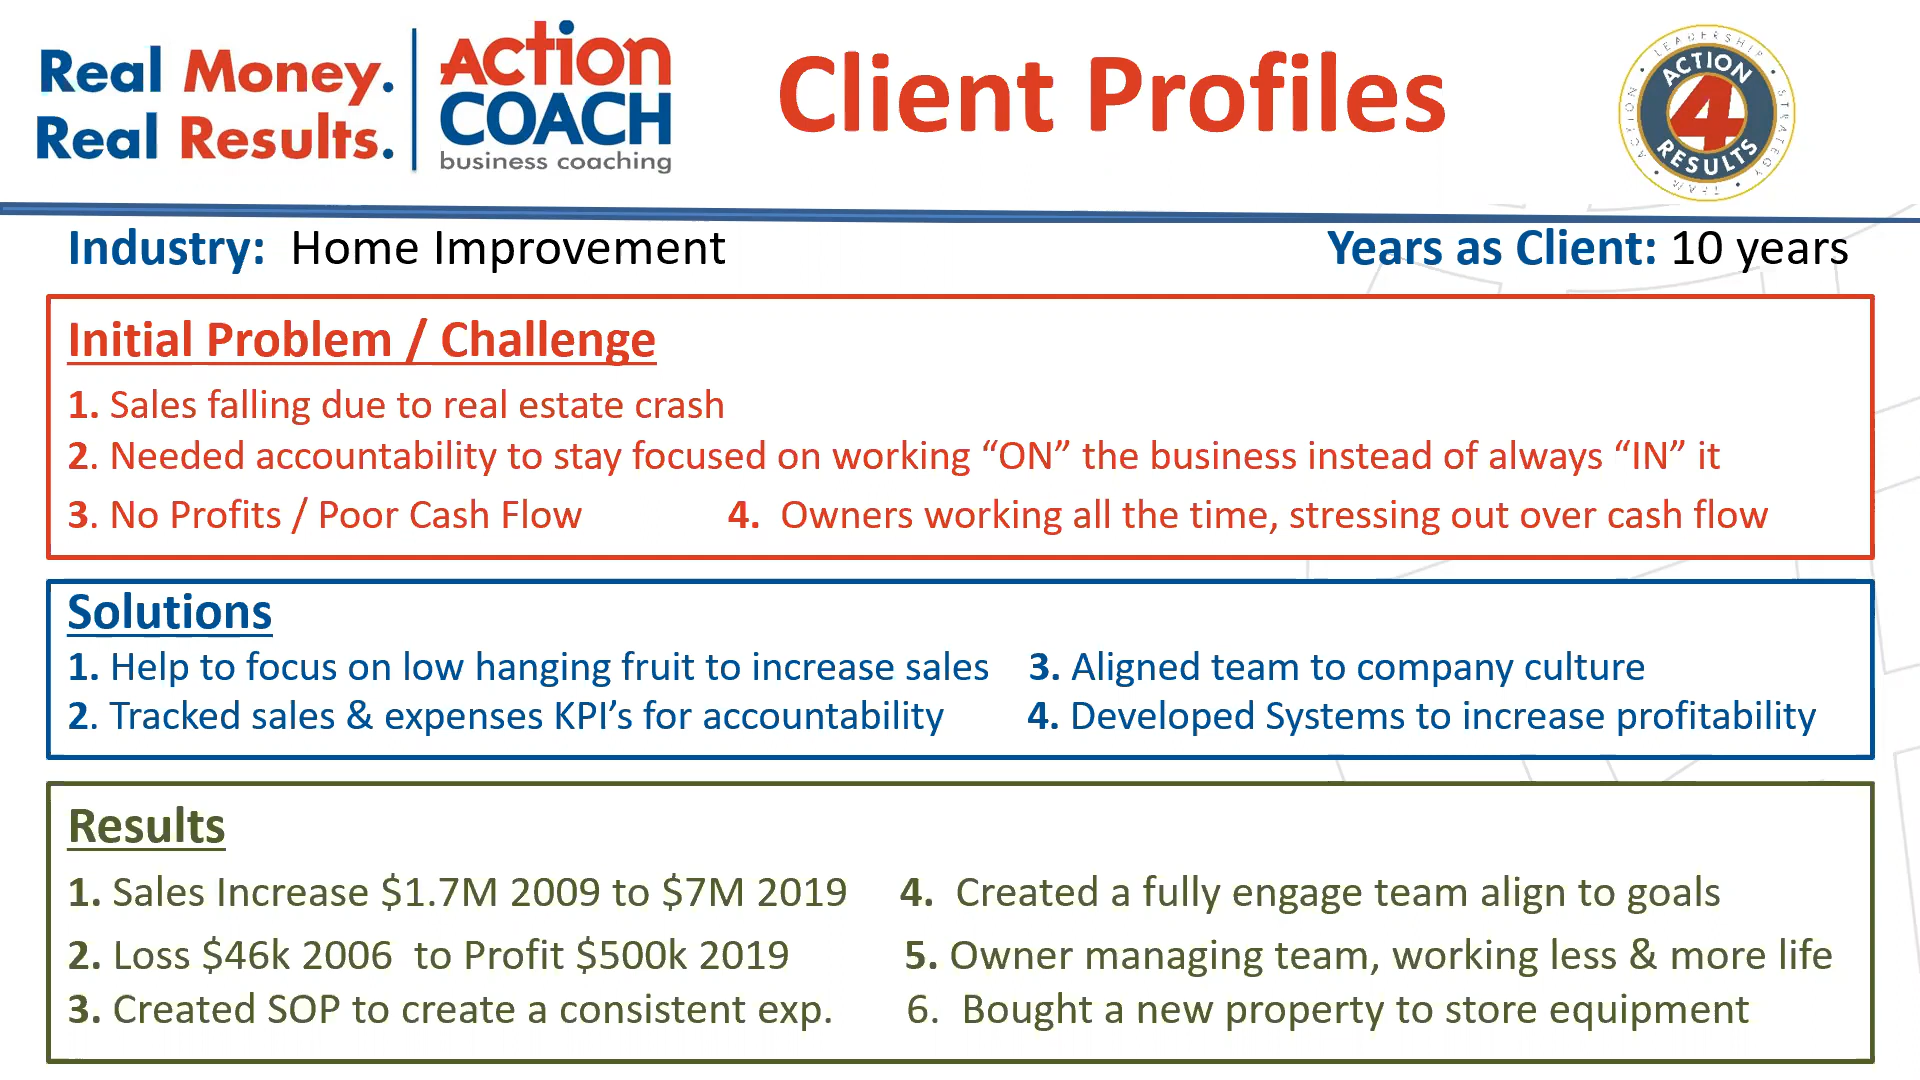 Real Money.
Real Results.
ACTION
COACH
business coaching
Client Profiles
LEADERSHIP • STRATEGY • TEAM • ACTION •
ACTION
4
RESULTS
Industry: Home Improvement
Years as Client: 10 years
Initial Problem / Challenge
1. Sales falling due to real estate crash
2. Needed accountability to stay focused on working “ON” the business instead of always “IN” it
3. No Profits / Poor Cash Flow
4. Owners working all the time, stressing out over cash flow
Solutions
1. Help to focus on low hanging fruit to increase sales
2. Tracked sales & expenses KPI’s for accountability
3. Aligned team to company culture
4. Developed Systems to increase profitability
Results
1. Sales Increase $1.7M 2009 to $7M 2019
2. Loss $46k 2006 to Profit $500k 2019
3. Created SOP to create a consistent exp.
4. Created a fully engage team align to goals
5. Owner managing team, working less & more life
6. Bought a new property to store equipment